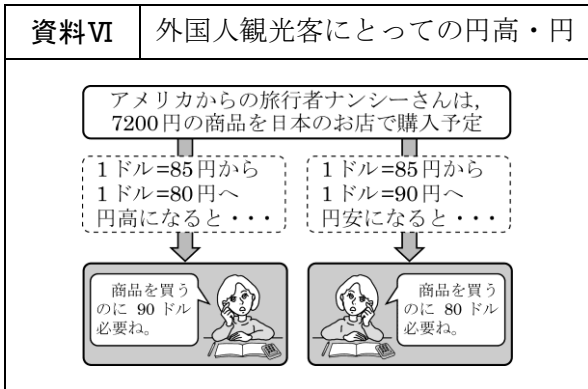 資料Ⅵ
外国人観光客にとっての円高・円
アメリカからの旅行者ナンシーさんは,
7200円の商品を日本のお店で購入予定
1ドル=85円から
1ドル=80円へ
円高になると・・・
1ドル=85円から
1ドル=90円へ
円安になると・・・
商品を買う
のに 90 ドル
必要ね。
商品を買う
のに 80 ドル
必要ね。